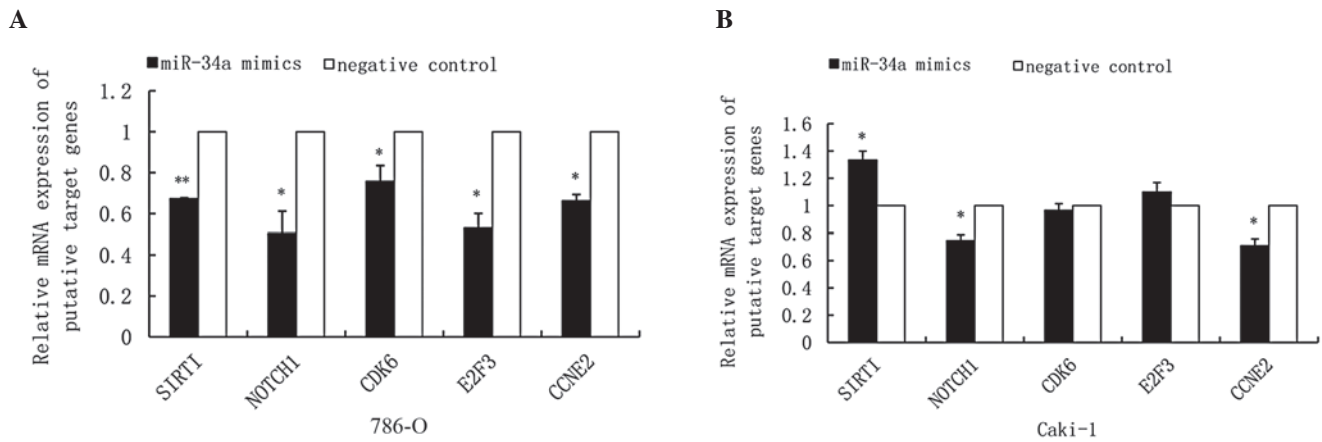 A
■miR-34a mimics □negative control
Relative mRNA expression of
putative target genes
1.2
1
0.8
0.6
0.4
0.2
0
**
*
*
*
*
SIRTI
NOTCH1
CDK6
E2F3
CCNE2
786-O
B
■miR-34a mimics □negative control
Relative mRNA expression of
putative target genes
1.6
1.4
1.2
1
0.8
0.6
0.4
0.2
0
*
*
*
SIRTI
NOTCH1
CDK6
E2F3
CCNE2
Caki-1